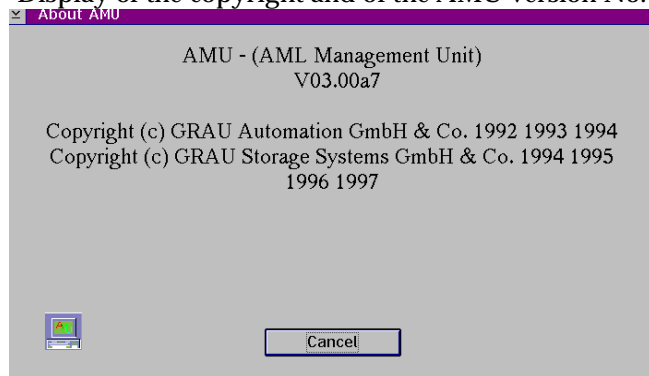 Display of the copyright and of the AMU version No.
About AMU
AMU - (AML Management Unit)
V03.00a7
Copyright (c) GRAU Automation GmbH & Co. 1992 1993 1994
Copyright (c) GRAU Storage Systems GmbH & Co. 1994 1995
1996 1997
Cancel